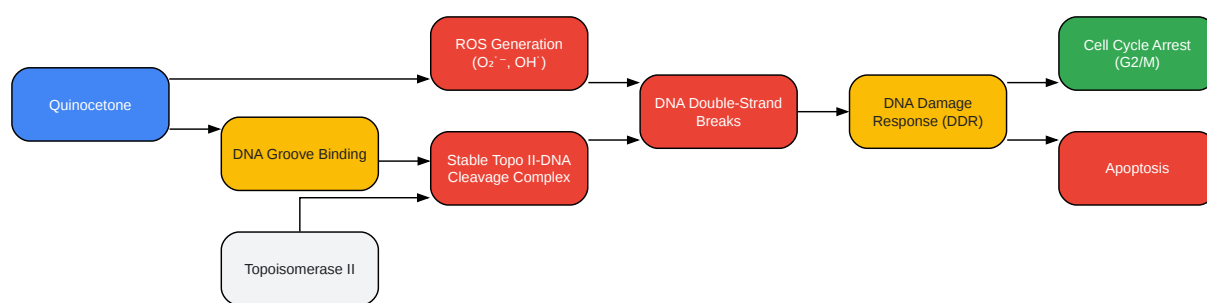 ROS Generation
(O₂˙⁻, OH˙)
Cell Cycle Arrest
(G2/M)
Quinocetone
DNA Double-Strand
Breaks
DNA Damage
Response (DDR)
DNA Groove Binding
Stable Topo II-DNA
Cleavage Complex
Apoptosis
Topoisomerase II